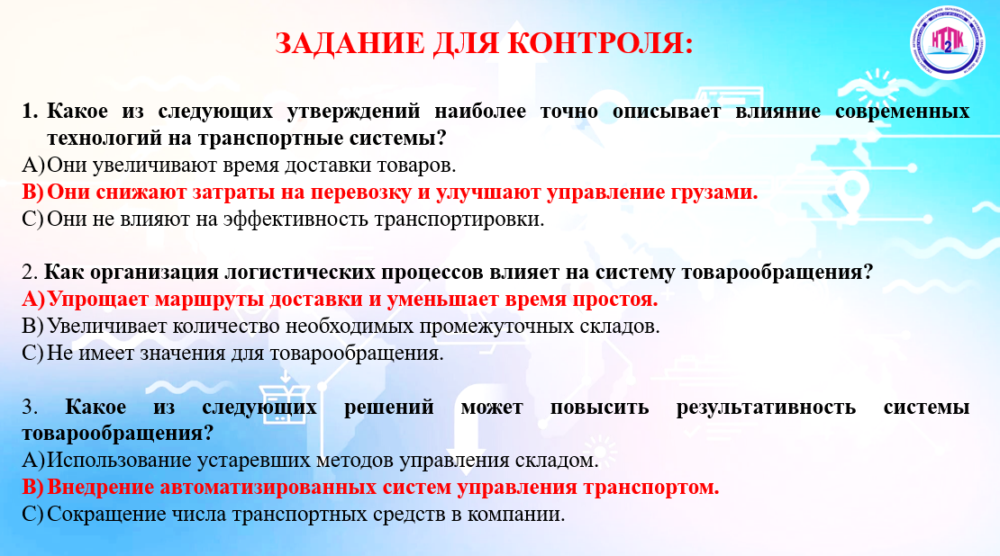 ЗАДАНИЕ ДЛЯ КОНТРОЛЯ:
НТПК
2
1. Какое из следующих утверждений наиболее точно описывает влияние современных
технологий на транспортные системы?
A) Они увеличивают время доставки товаров.
B) Они снижают затраты на перевозку и улучшают управление грузами.
C) Они не влияют на эффективность транспортировки.
2. Как организация логистических процессов влияет на систему товарообращения?
A) Упрощает маршруты доставки и уменьшает время простоя.
B) Увеличивает количество необходимых промежуточных складов.
C) Не имеет значения для товарообращения.
3. Какое из следующих решений может повысить результативность системы
товарообращения?
A) Использование устаревших методов управления складом.
B) Внедрение автоматизированных систем управления транспортом.
C) Сокращение числа транспортных средств в компании.